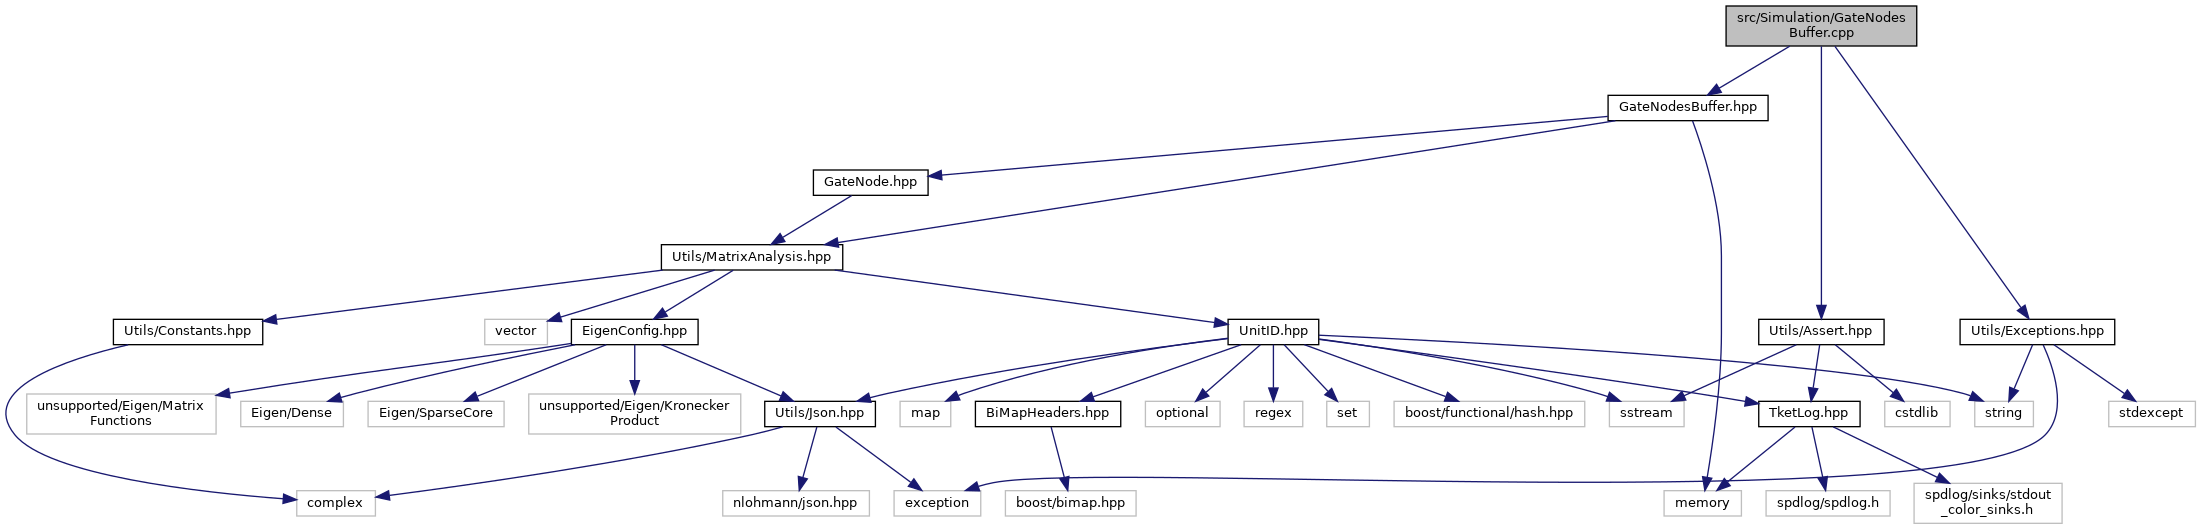 src/Simulation/GateNodes
Buffer.cpp
GateNodesBuffer.hpp
GateNode.hpp
Utils/MatrixAnalysis.hpp
Utils/Constants.hpp
vector
EigenConfig.hpp
UnitID.hpp
Utils/Assert.hpp
Utils/Exceptions.hpp
unsupported/Eigen/Matrix
Functions
Eigen/Dense
Eigen/SparseCore
unsupported/Eigen/Kronecker
Product
Utils/Json.hpp
map
BiMapHeaders.hpp
optional
regex
set
boost/functional/hash.hpp
sstream
TketLog.hpp
cstdlib
string
stdexcept
complex
nlohmann/json.hpp
exception
boost/bimap.hpp
memory
spdlog/spdlog.h
spdlog/sinks/stdout
_color_sinks.h